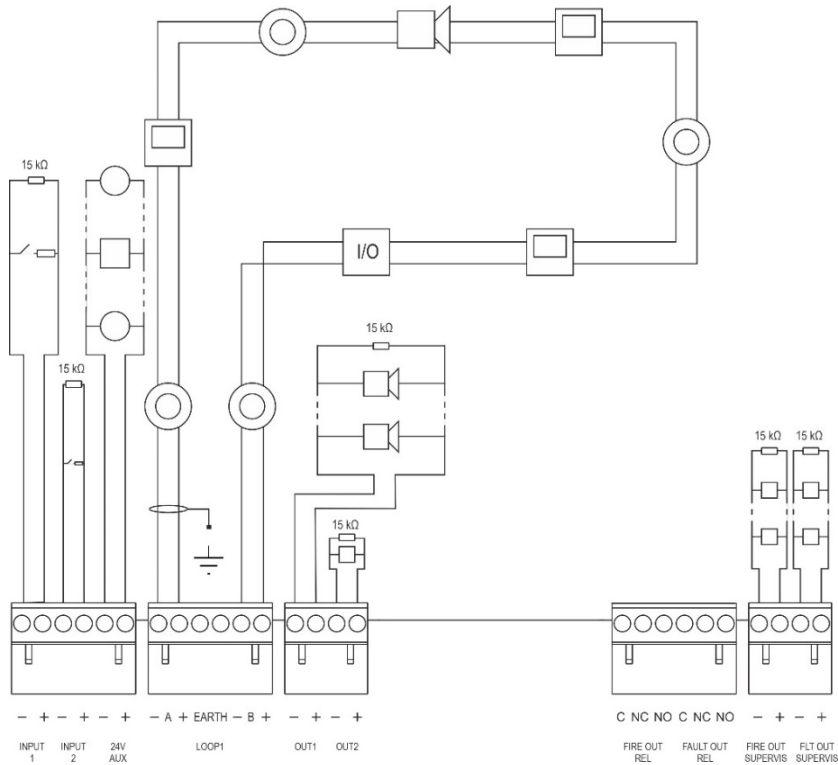 15 kΩ
I/O
15 kΩ
15 kΩ
15 kΩ 15 kΩ
15 kΩ
− + − + − + − A + EARTH − B + − + − + C NC NO C NC NO − + − +
INPUT 1
INPUT 2
24V AUX
LOOP1
OUT1
OUT2
FIRE OUT REL
FAULT OUT REL
FIRE OUT SUPERVIS
FLT OUT SUPERVIS